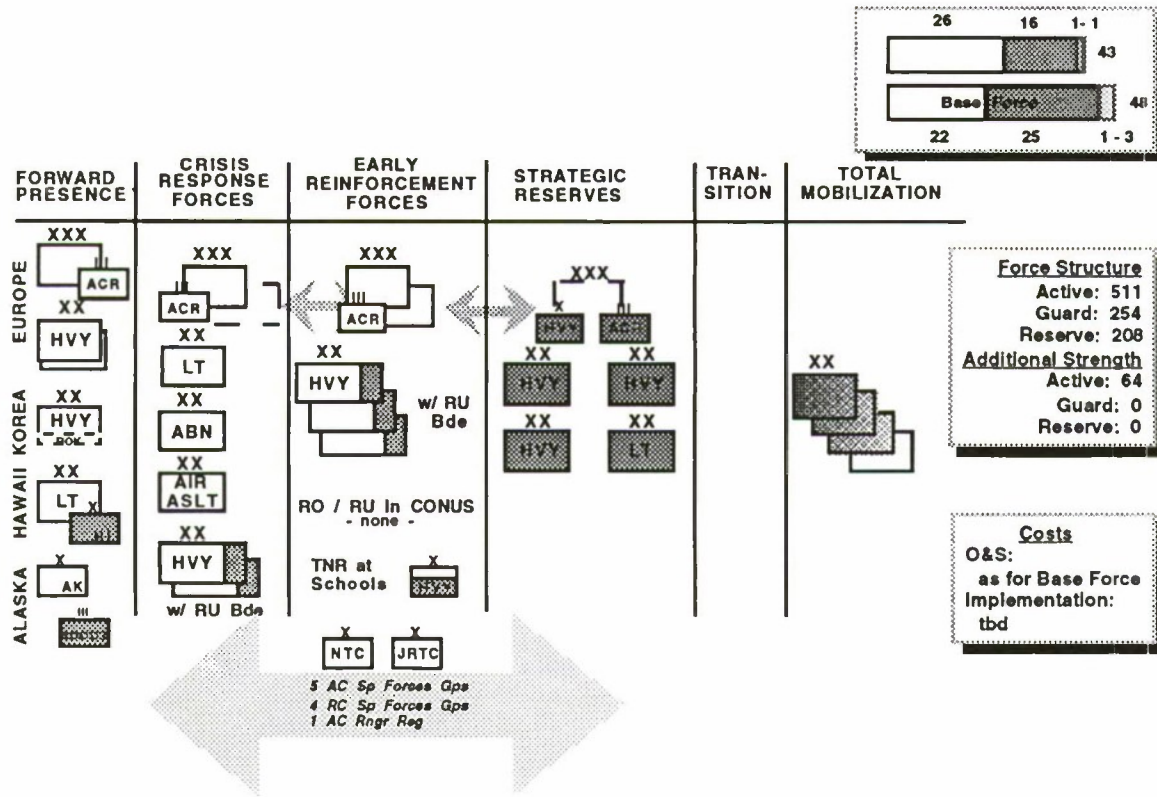 26 16 1- 1
43
Base Force
48
22 25 1 - 3
FORWARD
PRESENCE
CRISIS
RESPONSE
FORCES
EARLY
REINFORCEMENT
FORCES
STRATEGIC
RESERVES
TRAN-
SITION
TOTAL
MOBILIZATION
EUROPE
XXX
ACR
XX
HVY
KOREA
XX
HVY
ROK
HAWAII
XX
LT
X
ALASKA
X
AK
XXX
ACR
XX
LT
XX
ABN
XX
AIR
ASLT
XX
HVY
w/ RU Bde
XXX
ACR
XX
HVY
w/ RU
Bde
RO / RU In CONUS
- none -
TNR at
Schools
X
HVY
X X
NTC JRTC
5 AC Sp Forces Gps
4 RC Sp Forces Gps
1 AC Rngr Reg
XXX
X
HVY ACR
XX XX
HVY HVY
XX XX
HVY LT
XX
Force Structure
Active: 511
Guard: 254
Reserve: 208
Additional Strength
Active: 64
Guard: 0
Reserve: 0
Costs
O&S:
as for Base Force
Implementation:
tbd